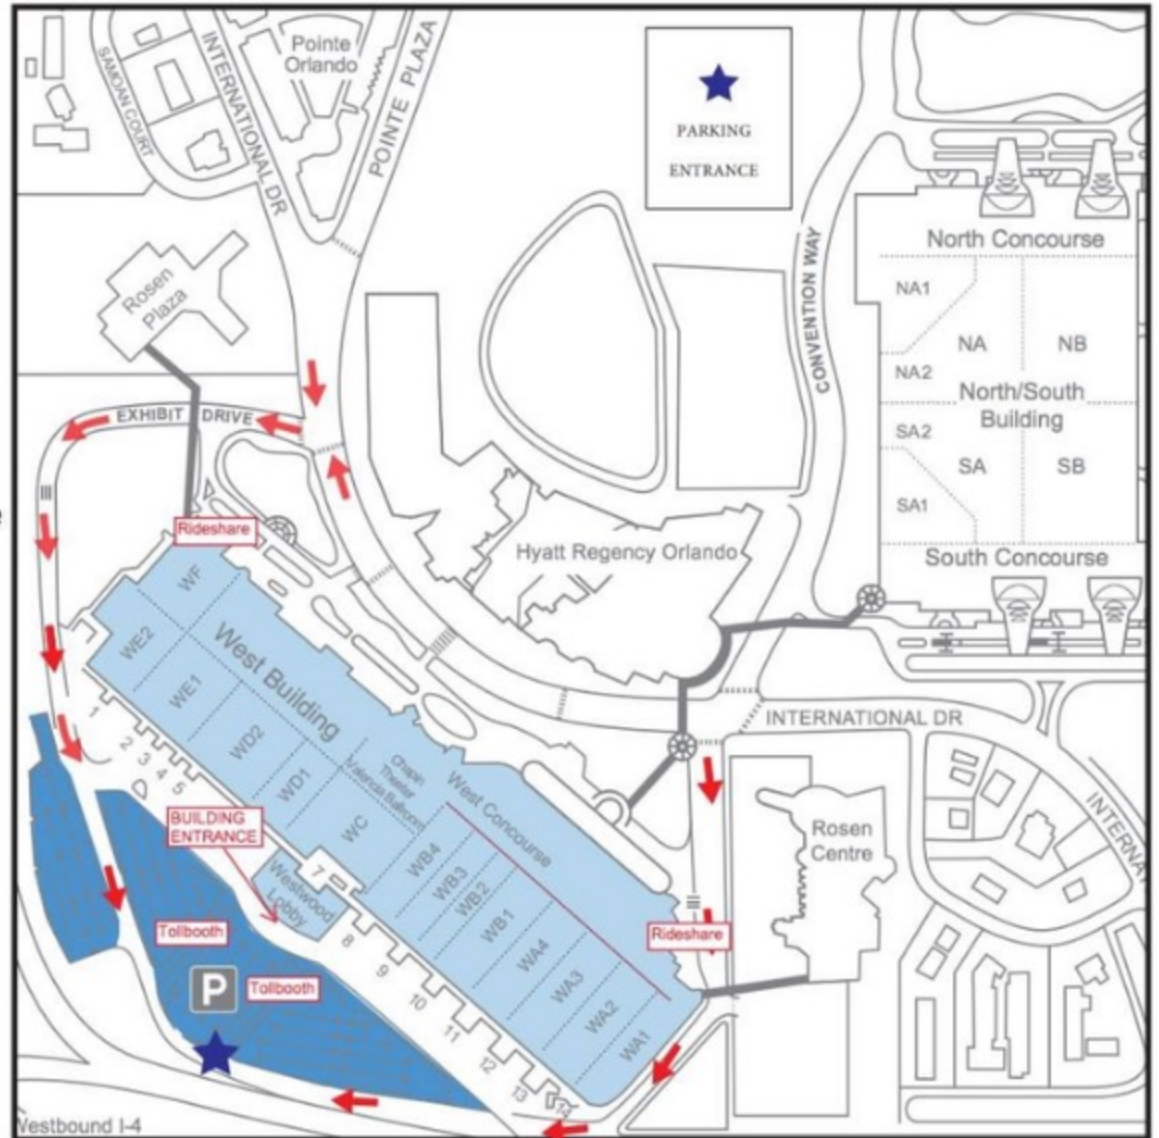 SAMOAN COURT
INTERNATIONAL DR
Pointe
Orlando
POINTE PLAZA
PARKING
ENTRANCE
CONVENTION WAY
North Concourse
NA1
NA
NB
NA2
North/South
Building
SA2
SA
SB
SA1
South Concourse
Rosen
Plaza
EXHIBIT DRIVE
Rideshare
Hyatt Regency Orlando
WF
WE2
WE1
WD2
WD1
WC
West Building
Chapin
Theater
Valencia Ballroom
West Concourse
WB4
WB3
WB2
WB1
WA4
WA3
WA2
WA1
INTERNATIONAL DR
INTERNA
Rosen
Centre
Rideshare
1
2
3
4
5
BUILDING
ENTRANCE
7
Westwood
Lobby
8
9
10
11
12
13
14
Tollbooth
P
Tollbooth
Westbound I-4